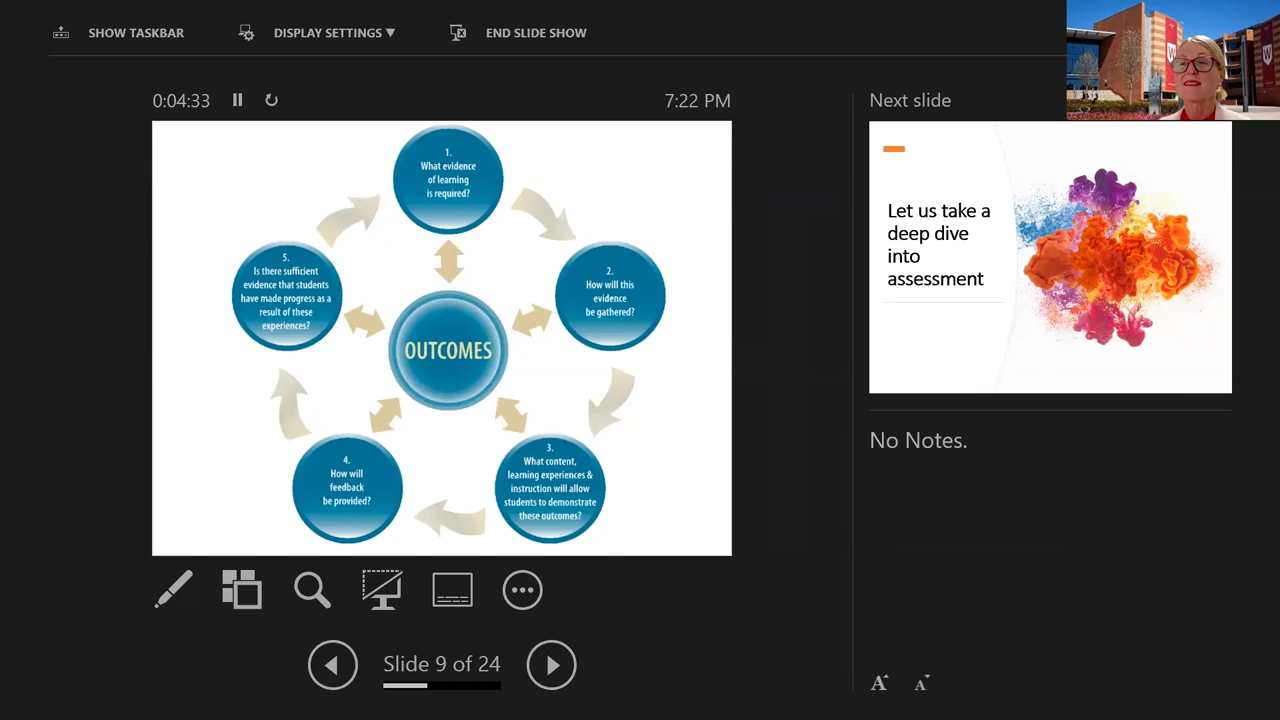 SHOW TASKBAR
DISPLAY SETTINGS ▼
END SLIDE SHOW
W
W
0:04:33
7:22 PM
Next slide
1.
What evidence
of learning
is required?
2.
How will this
evidence
be gathered?
3.
What content,
learning experiences &
instruction will allow
students to demonstrate
these outcomes?
4.
How will
feedback
be provided?
5.
Is there sufficient
evidence that students
have made progress as a
result of these
experiences?
OUTCOMES
Let us take a
deep dive
into
assessment
No Notes.
Slide 9 of 24
A
A